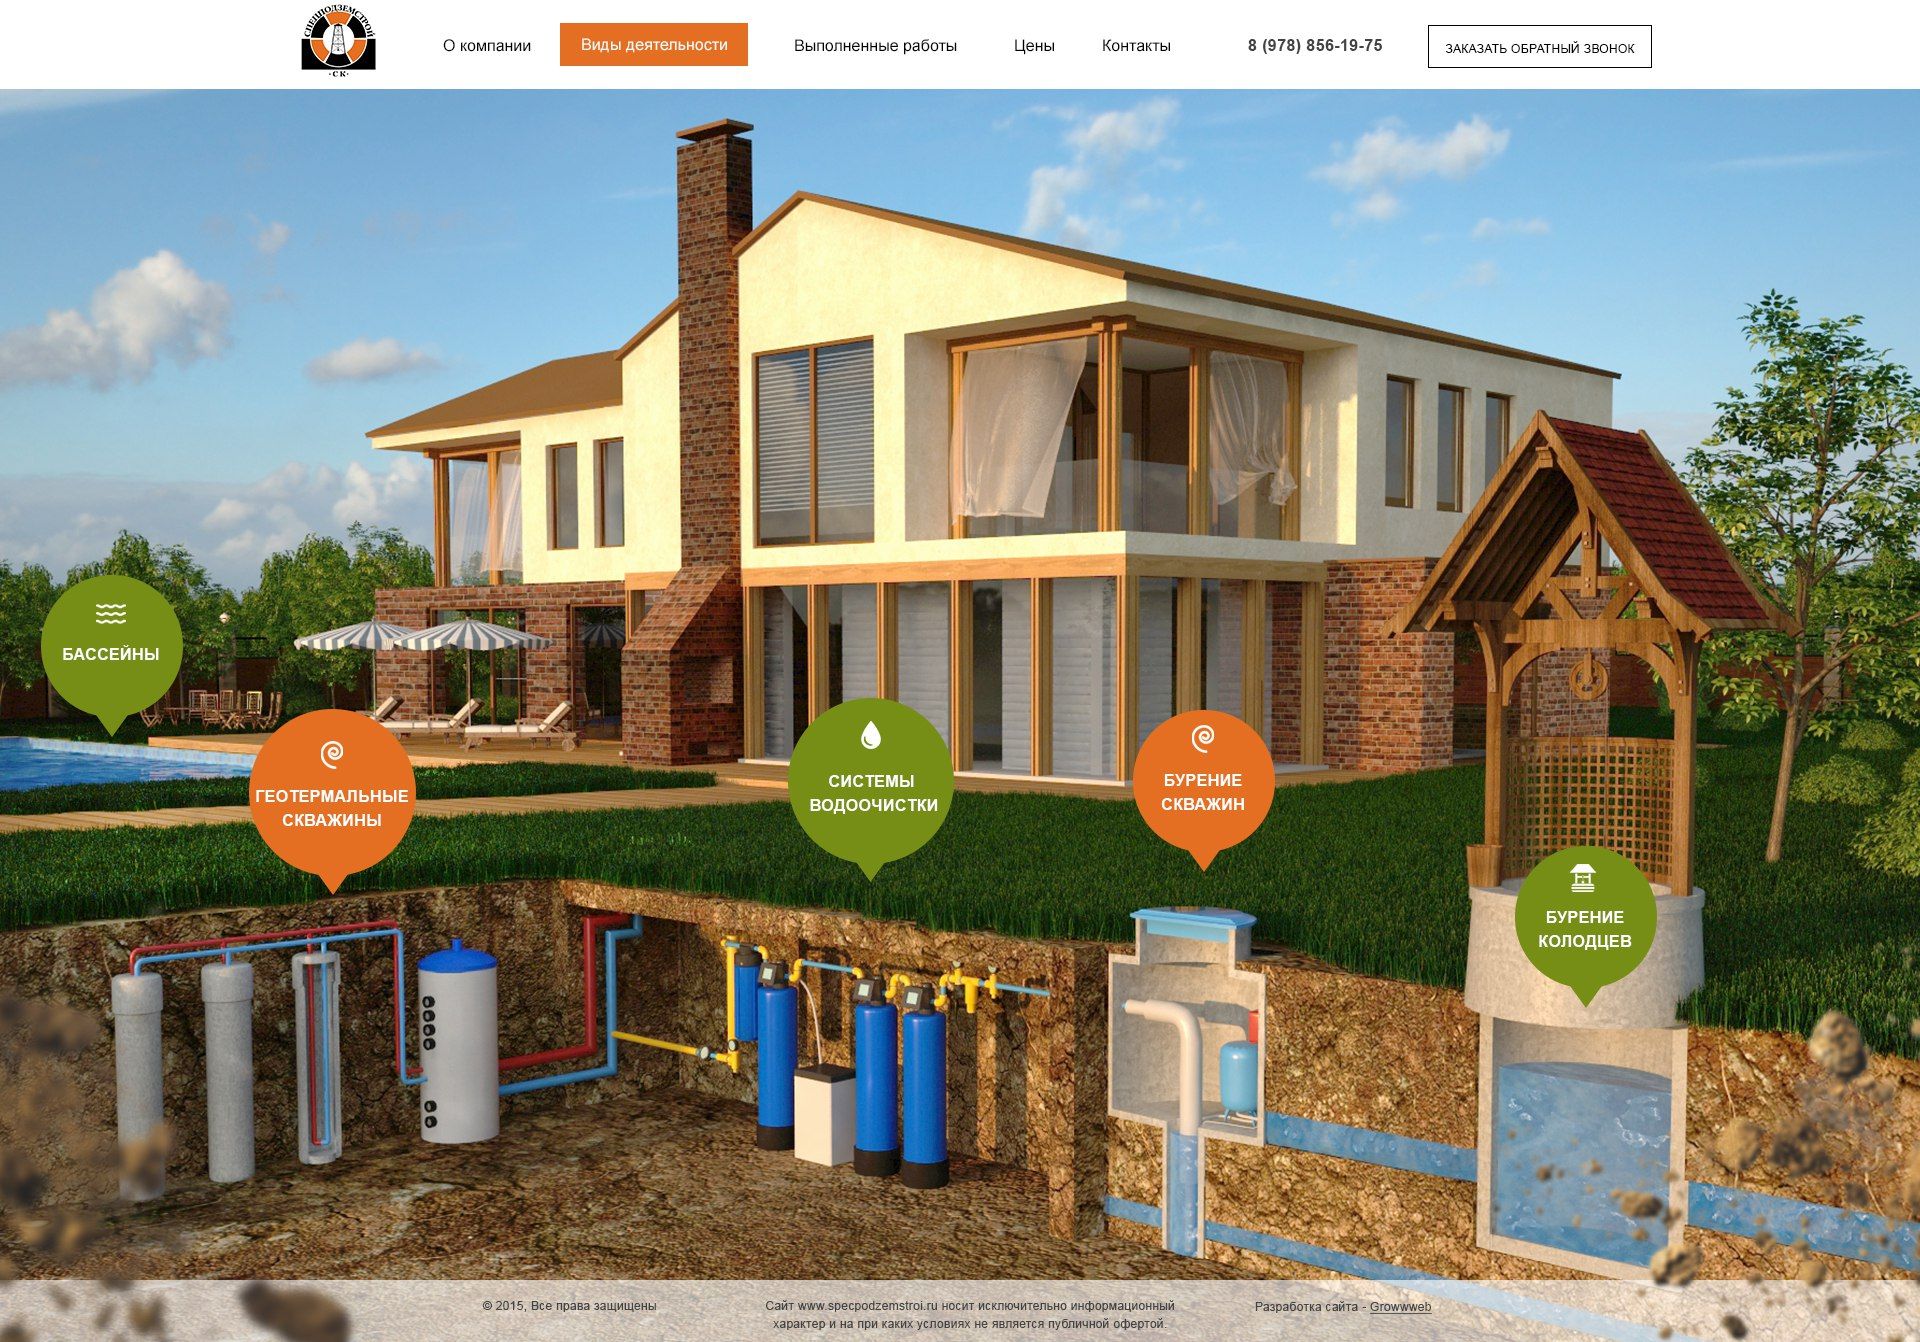 СПЕЦПОДЗЕМСТРОЙ
·СК·
О компании
Виды деятельности
Выполненные работы
Цены
Контакты
8 (978) 856-19-75
ЗАКАЗАТЬ ОБРАТНЫЙ ЗВОНОК
БАССЕЙНЫ
ГЕОТЕРМАЛЬНЫЕ
СКВАЖИНЫ
СИСТЕМЫ
ВОДООЧИСТКИ
БУРЕНИЕ
СКВАЖИН
БУРЕНИЕ
КОЛОДЦЕВ
© 2015, Все права защищены
Сайт www.specpodzemstroi.ru носит исключительно информационный
характер и на при каких условиях не является публичной офертой.
Разработка сайта - Growwweb